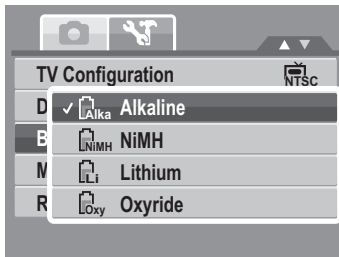 TV Configuration NTSC
D
✓ Alka Alkaline
B
NiMH NiMH
M
Li Lithium
R
Oxy Oxyride